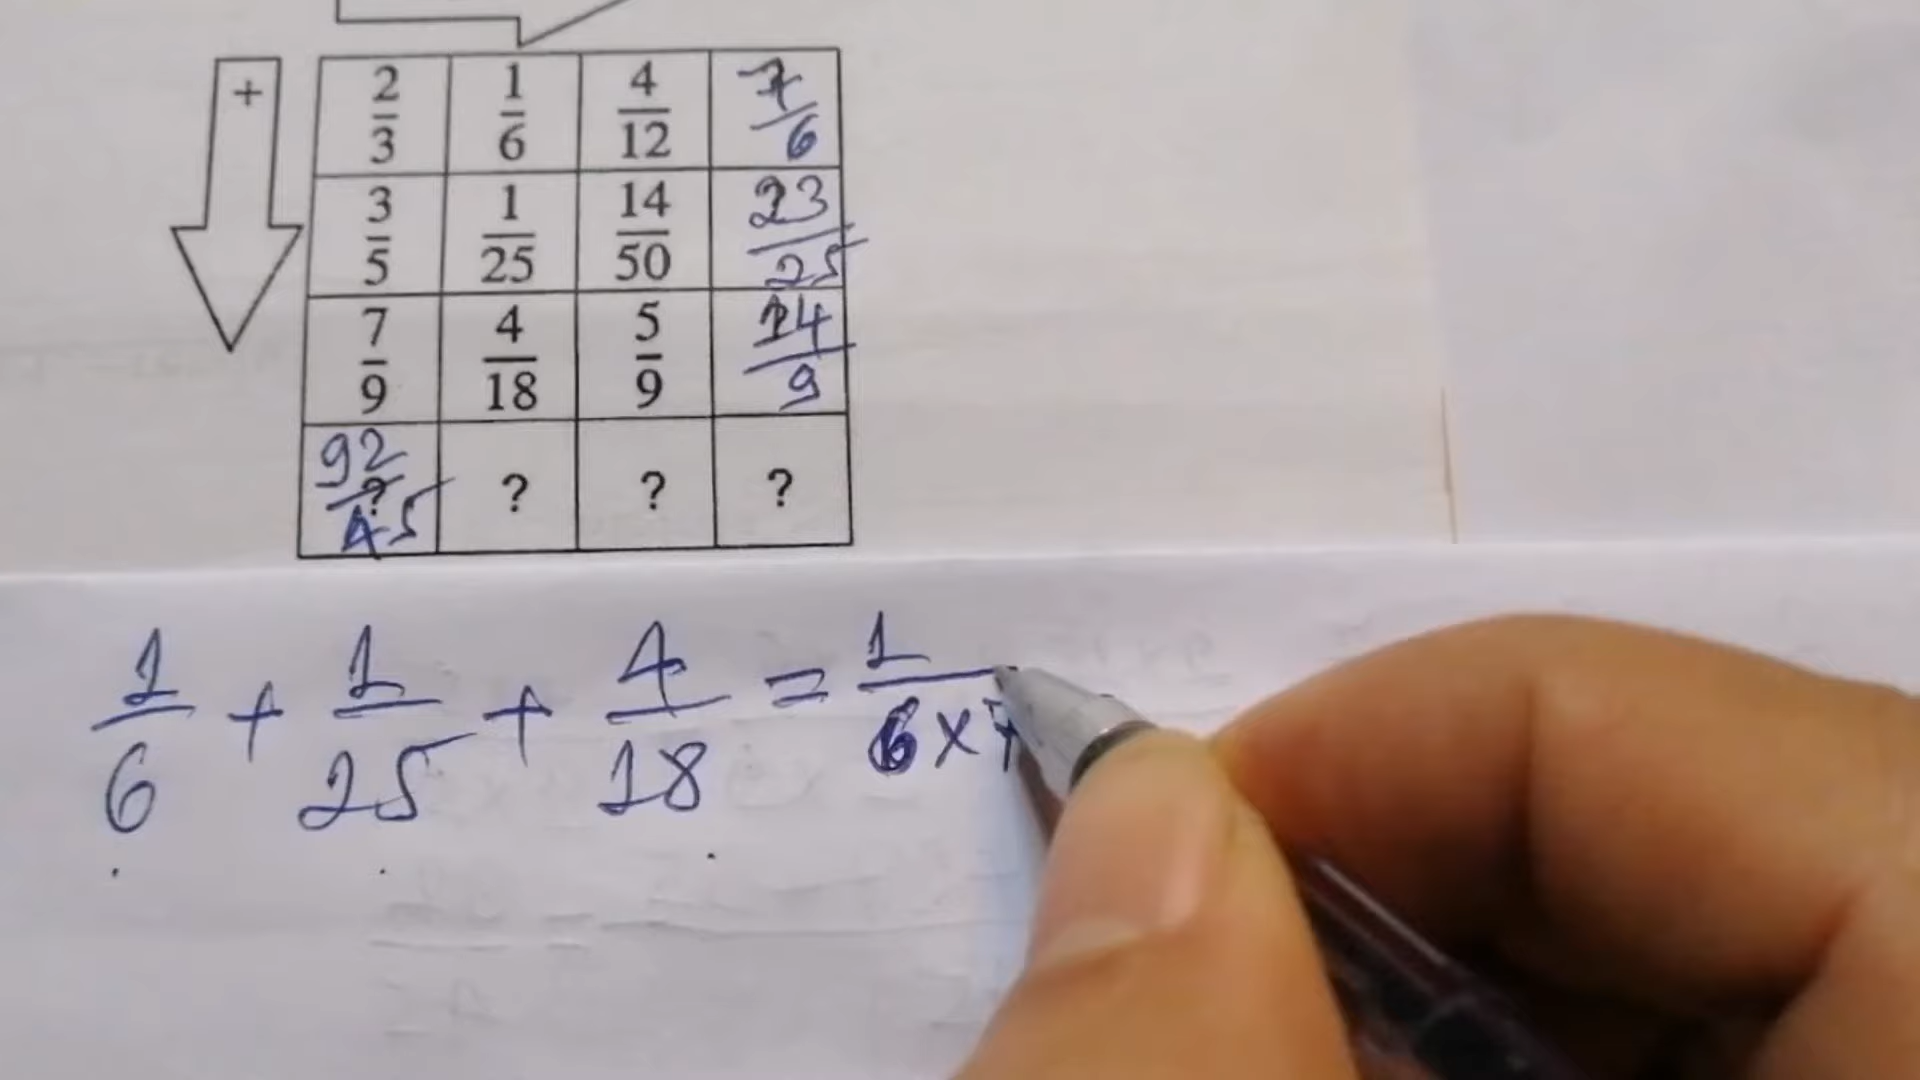 + 2/3 1/6 4/12 7/6
3/5 1/25 14/50 23/25
7/9 4/18 5/9 14/9
92/45 ? ? ? ?
1/6 + 1/25 + 4/18 = 1/6×7